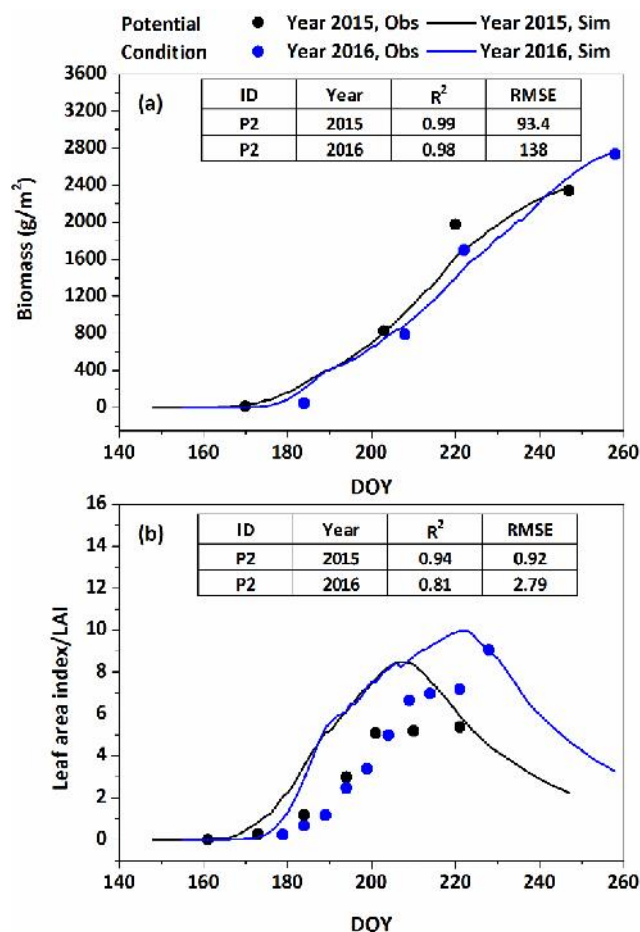 Potential Year 2015, Obs Year 2015, Sim
Condition Year 2016, Obs Year 2016, Sim
3600
3200
2800
2400
2000
1600
1200
800
400
0
Biomass (g/m²)
(a)
ID Year R² RMSE
P2 2015 0.99 93.4
P2 2016 0.98 138
140 160 180 200 220 240 260
DOY
16
14
12
10
8
6
4
2
0
Leaf area index/LAI
(b)
ID Year R² RMSE
P2 2015 0.94 0.92
P2 2016 0.81 2.79
140 160 180 200 220 240 260
DOY